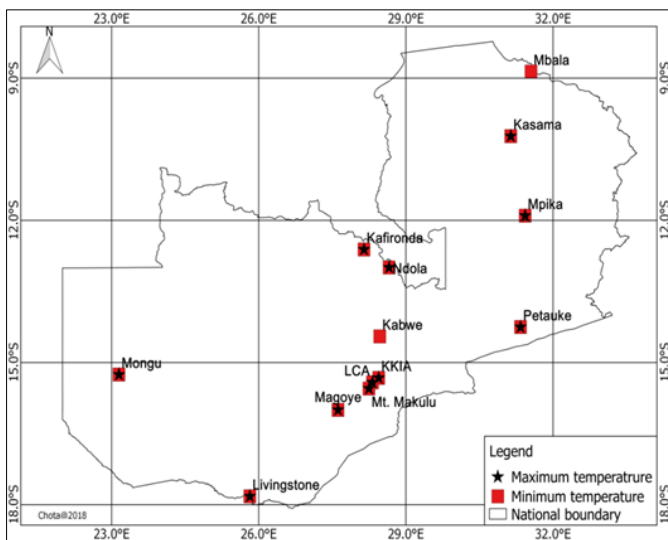 23.0°E 26.0°E 29.0°E 32.0°E
N
Mbala
9.0°S 9.0°S
Kasama
12.0°S 12.0°S
Mpika
Kafironda
Ndola
Petauke
Kabwe
15.0°S 15.0°S
Mongu
LCA KKIA
Magoye Mt. Makulu
Livingstone
Legend
Maximum temperatrure
Minimum temperature
National boundary
18.0°S 18.0°S
Chota@2018
23.0°E 26.0°E 29.0°E 32.0°E